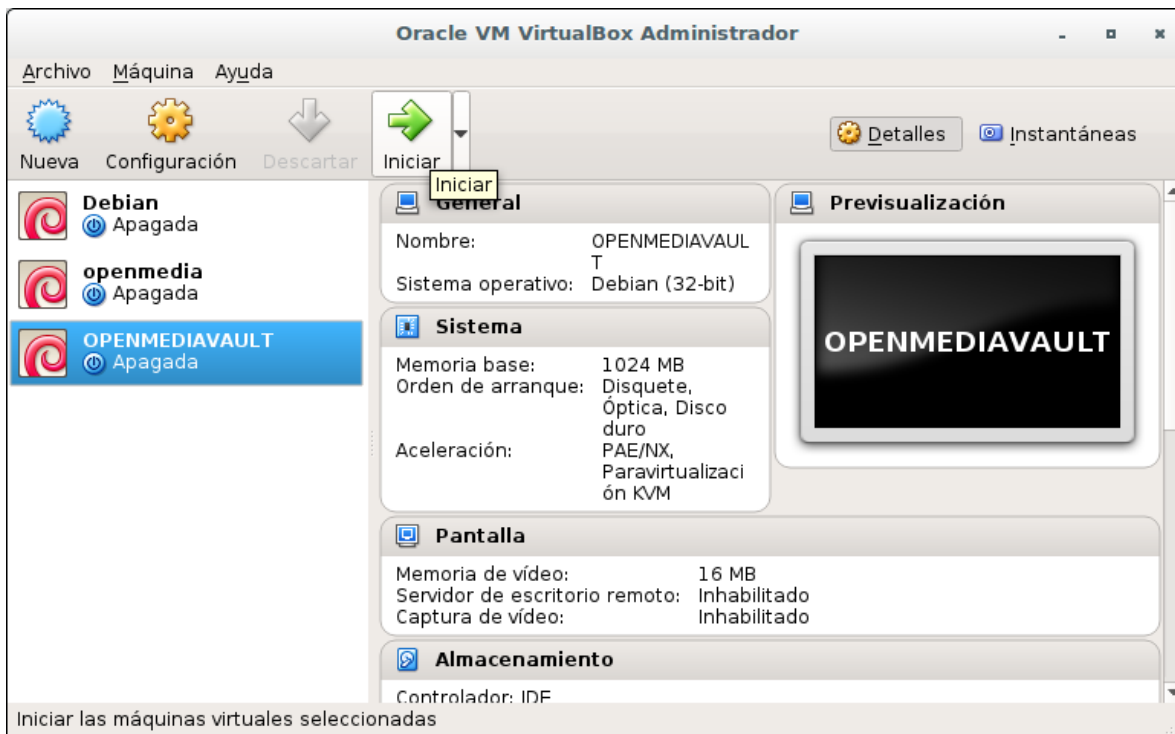 Oracle VM VirtualBox Administrador
Archivo Máquina Ayuda
Nueva Configuración Descartar Iniciar Detalles Instantáneas
Iniciar
Debian
Apagada
openmedia
Apagada
OPENMEDIAVAULT
Apagada
General
Nombre: OPENMEDIAVAUL
T
Sistema operativo: Debian (32-bit)
Sistema
Memoria base: 1024 MB
Orden de arranque: Disquete,
Óptica, Disco
duro
Aceleración: PAE/NX,
Paravirtualizaci
ón KVM
Previsualización
OPENMEDIAVAULT
Pantalla
Memoria de vídeo: 16 MB
Servidor de escritorio remoto: Inhabilitado
Captura de vídeo: Inhabilitado
Almacenamiento
Controlador: IDE
Iniciar las máquinas virtuales seleccionadas